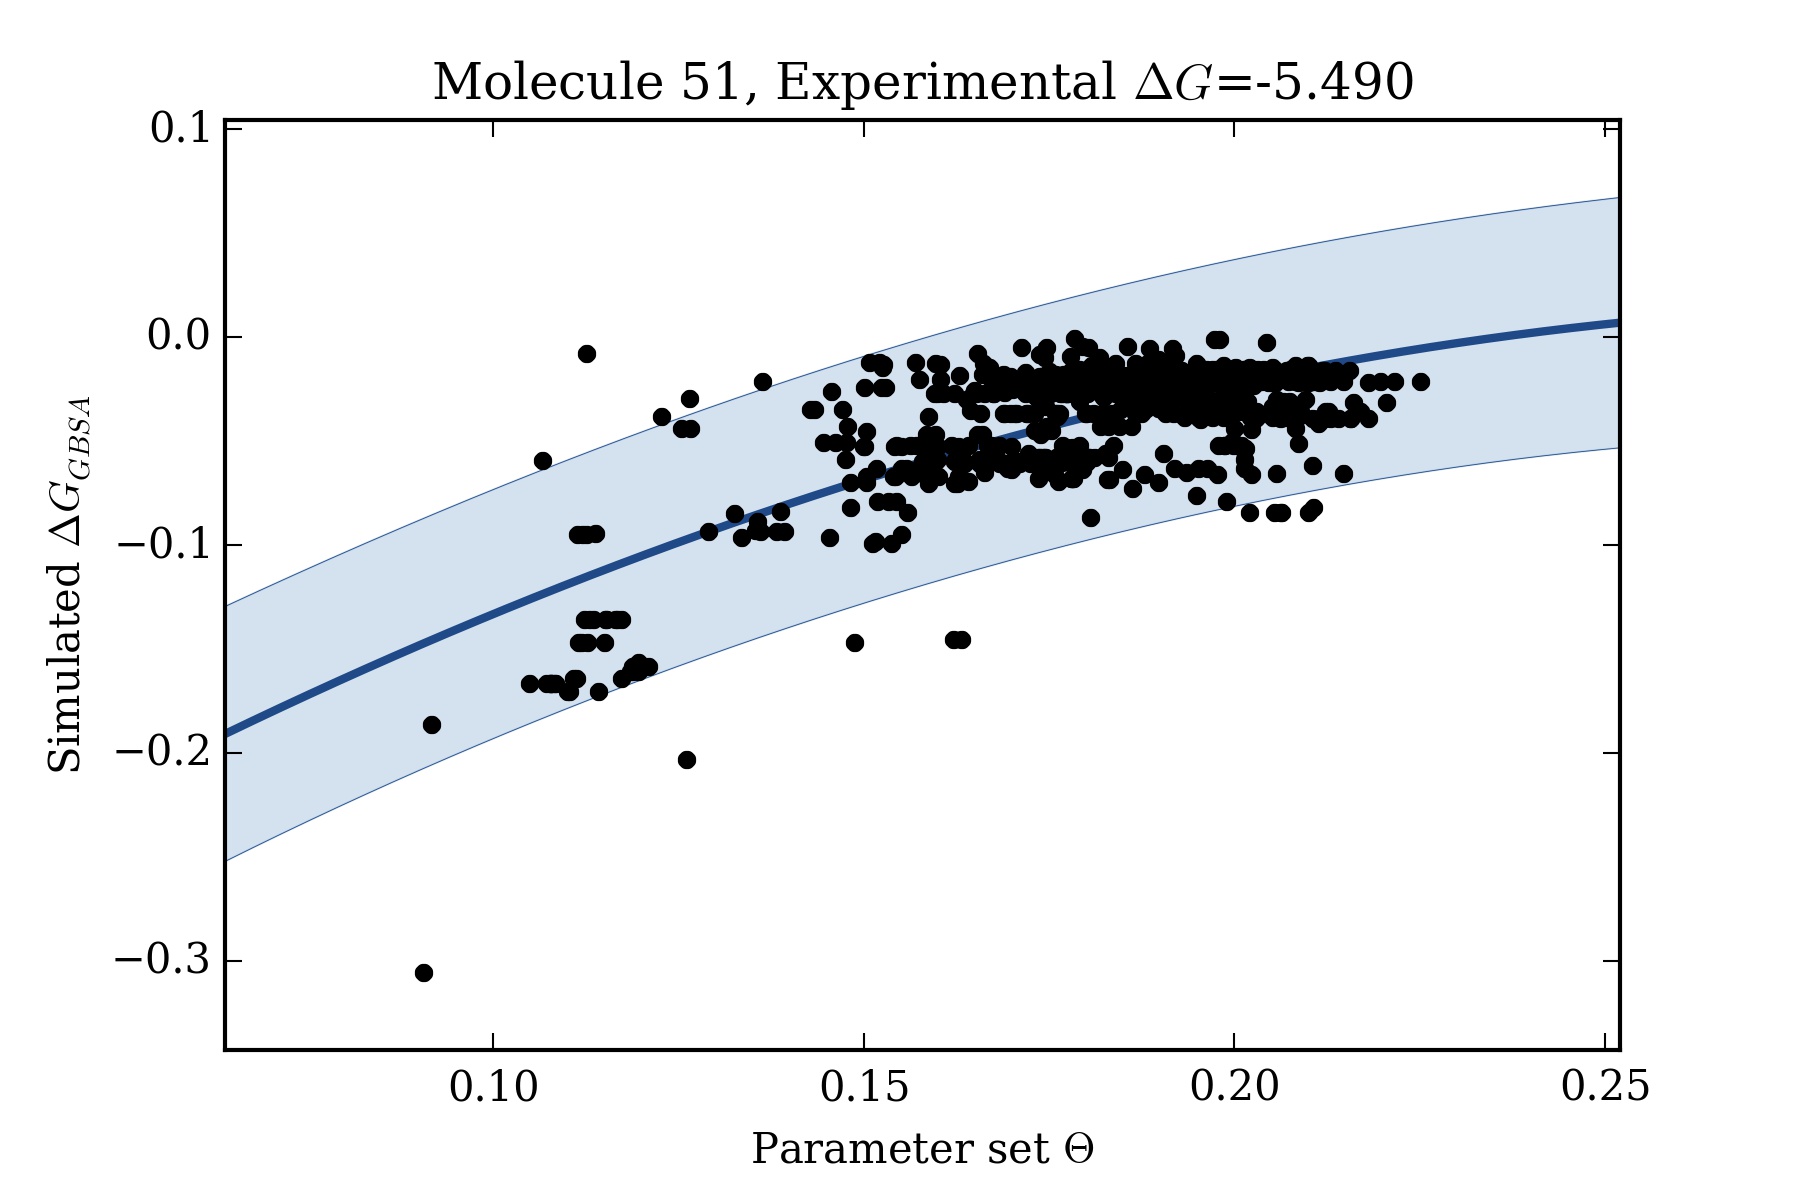 Molecule 51, Experimental ΔG=-5.490
0.1
0.0
−0.1
−0.2
−0.3
Simulated ΔG_GBSA
0.10 0.15 0.20 0.25
Parameter set Θ